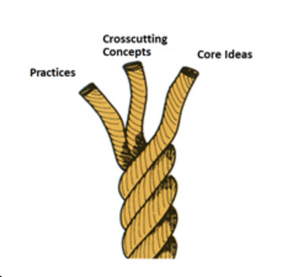 Crosscutting
Concepts
Core Ideas
Practices